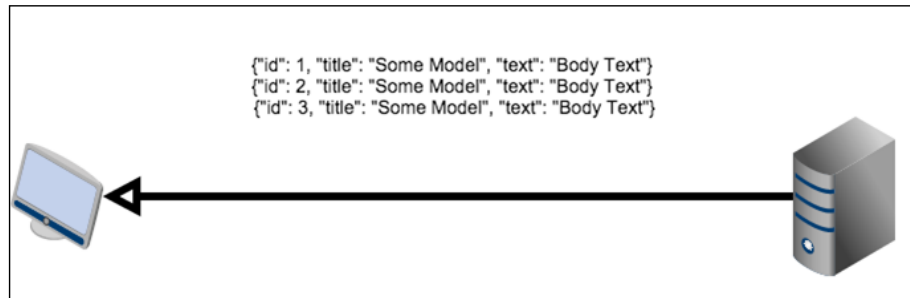 {"id": 1, "title": "Some Model", "text": "Body Text"}
{"id": 2, "title": "Some Model", "text": "Body Text"}
{"id": 3, "title": "Some Model", "text": "Body Text"}